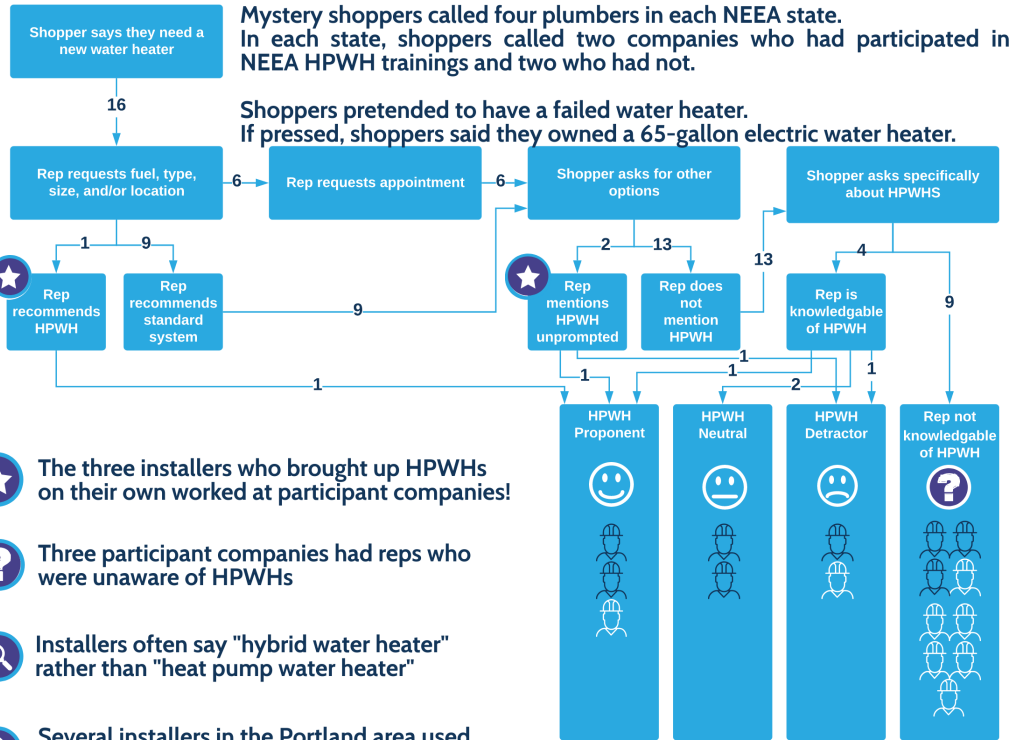 Mystery shoppers called four plumbers in each NEEA state.
In each state, shoppers called two companies who had participated in
NEEA HPWH trainings and two who had not.
Shoppers pretended to have a failed water heater.
If pressed, shoppers said they owned a 65-gallon electric water heater.
Shopper says they need a
new water heater
16
Rep requests fuel, type,
size, and/or location
6
Rep requests appointment
6
Shopper asks for other
options
Shopper asks specifically
about HPWHS
1
9
2
13
13
4
9
Rep
recommends
HPWH
Rep
recommends
standard
system
9
Rep
mentions
HPWH
unprompted
Rep does
not
mention
HPWH
Rep is
knowledgable
of HPWH
1
1
1
1
1
2
HPWH
Proponent
HPWH
Neutral
HPWH
Detractor
Rep not
knowledgable
of HPWH
?
The three installers who brought up HPWHs
on their own worked at participant companies!
?
Three participant companies had reps who
were unaware of HPWHs
Installers often say "hybrid water heater"
rather than "heat pump water heater"
Several installers in the Portland area used